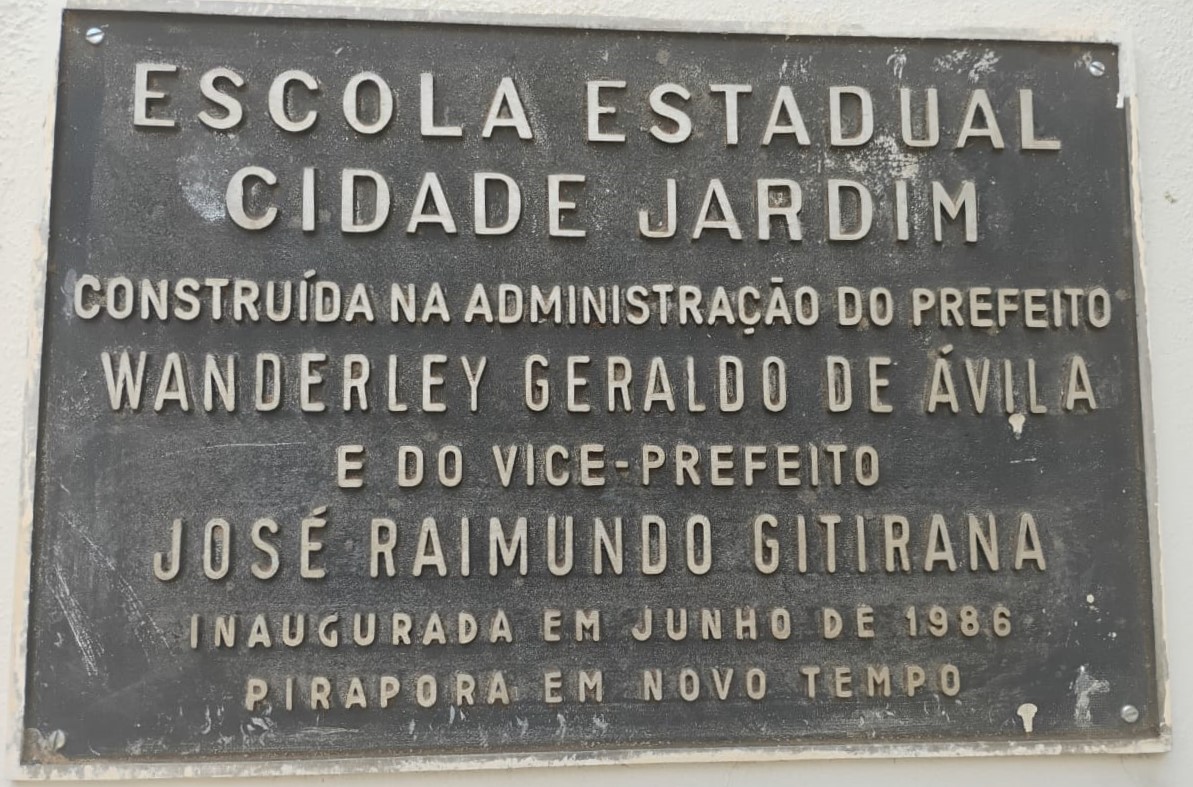 ESCOLA ESTADUAL
CIDADE JARDIM
CONSTRUÍDA NA ADMINISTRAÇÃO DO PREFEITO
WANDERLEY GERALDO DE ÁVILA
E DO VICE-PREFEITO
JOSÉ RAIMUNDO GITIRANA
INAUGURADA EM JUNHO DE 1986
PIRAPORA EM NOVO TEMPO